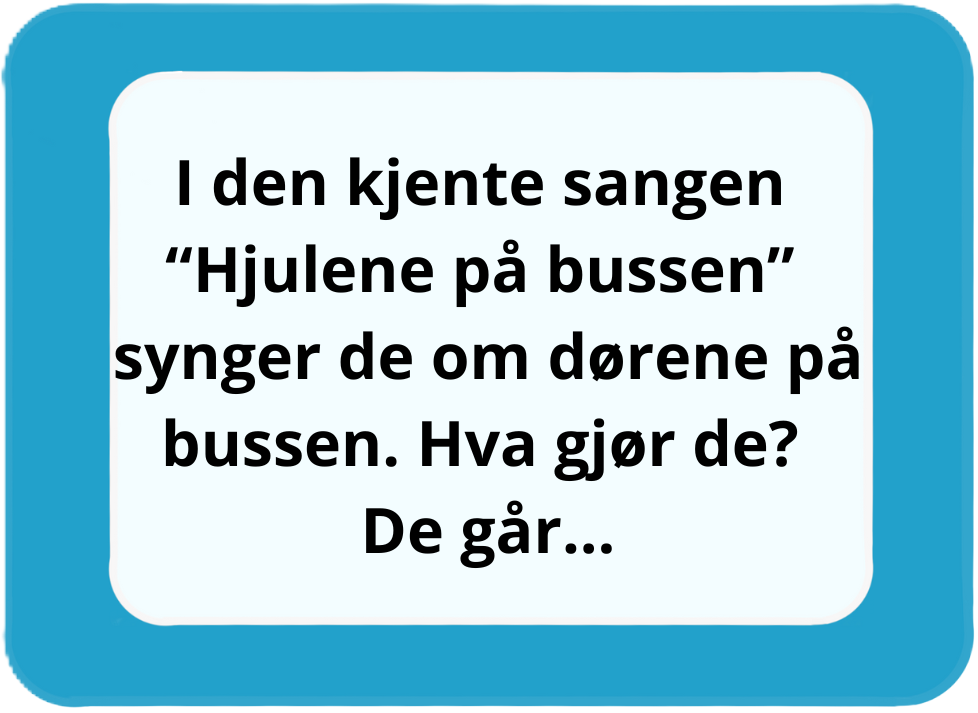 I den kjente sangen
“Hjulene på bussen”
synger de om dørene på
bussen. Hva gjør de?
De går...